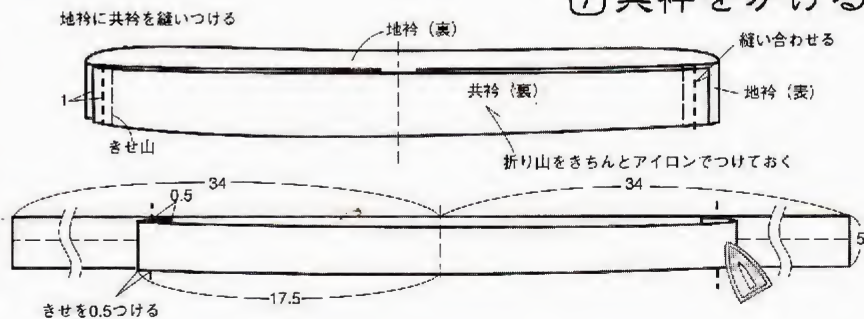 ⑦共衿をかける
地衿に共衿を縫いつける
地衿（裏）
縫い合わせる
1
共衿（裏）
地衿（表）
きせ山
折り山をきちんとアイロンでつけておく
34
34
0.5
5
17.5
きせを0.5つける